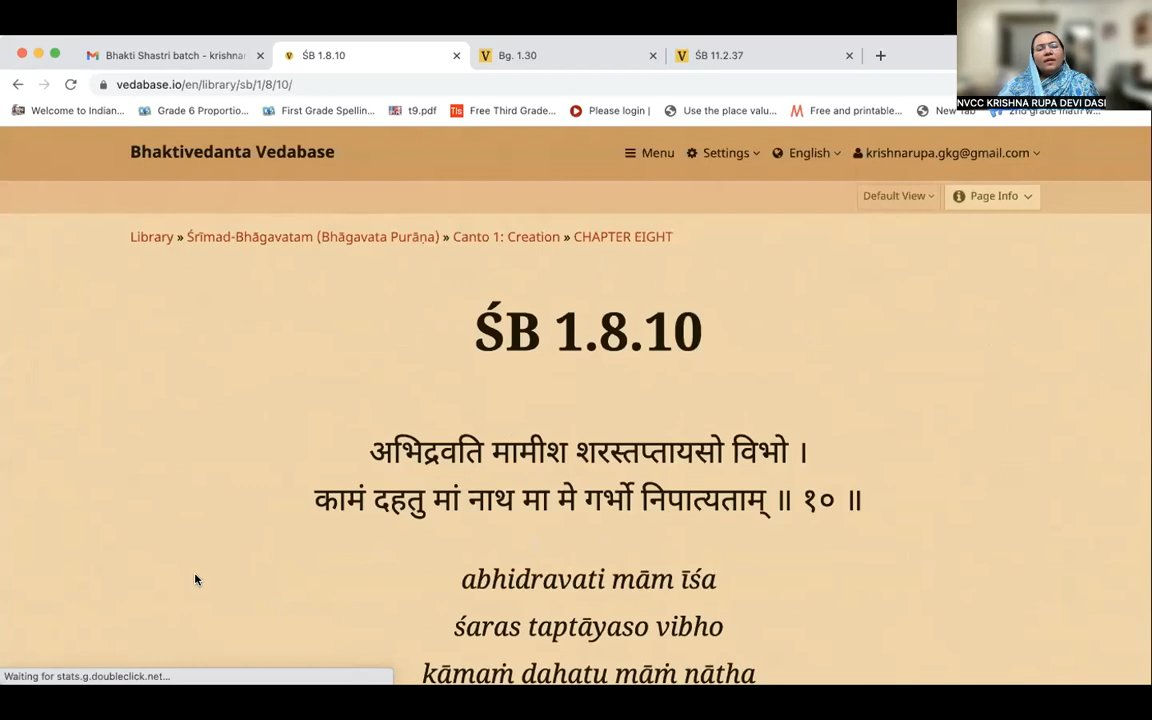 Bhakti Shastri batch - krishnar
ŚB 1.8.10
Bg. 1.30
ŚB 11.2.37
vedabase.io/en/library/sb/1/8/10/
NVCC KRISHNA RUPA DEVI DASI
Welcome to Indian...
Grade 6 Proportio...
First Grade Spellin...
t9.pdf
Free Third Grade...
Please login |
Use the place valu...
Free and printable...
New Tab
2nd grade math w...
Bhaktivedanta Vedabase
Menu
Settings
English
krishnarupa.gkg@gmail.com
Default View
Page Info
Library » Śrīmad-Bhāgavatam (Bhāgavata Purāṇa) » Canto 1: Creation » CHAPTER EIGHT
ŚB 1.8.10
अभिद्रवति मामीश शरस्तप्तायसो विभो ।
कामं दहतु मां नाथ मा मे गर्भो निपात्यताम् ॥ १० ॥
abhidravati mām īśa
śaras taptāyaso vibho
kāmaṁ dahatu māṁ nātha
Waiting for stats.g.doubleclick.net...